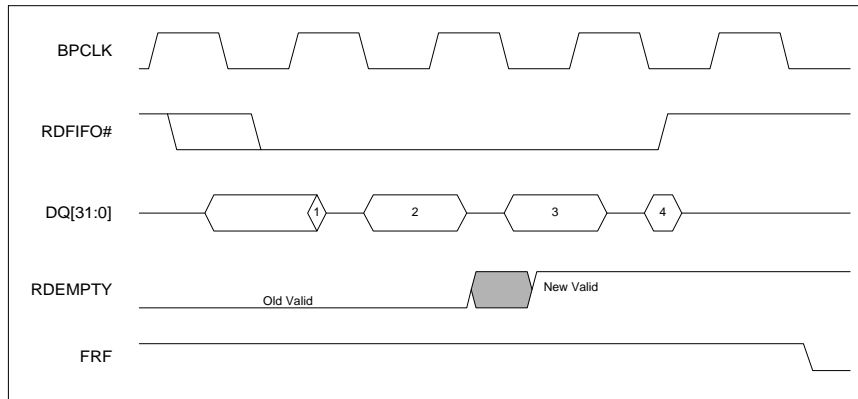 BPCLK
RDFIFO#
DQ[31:0]
1
2
3
4
RDEMPTY
Old Valid
New Valid
FRF